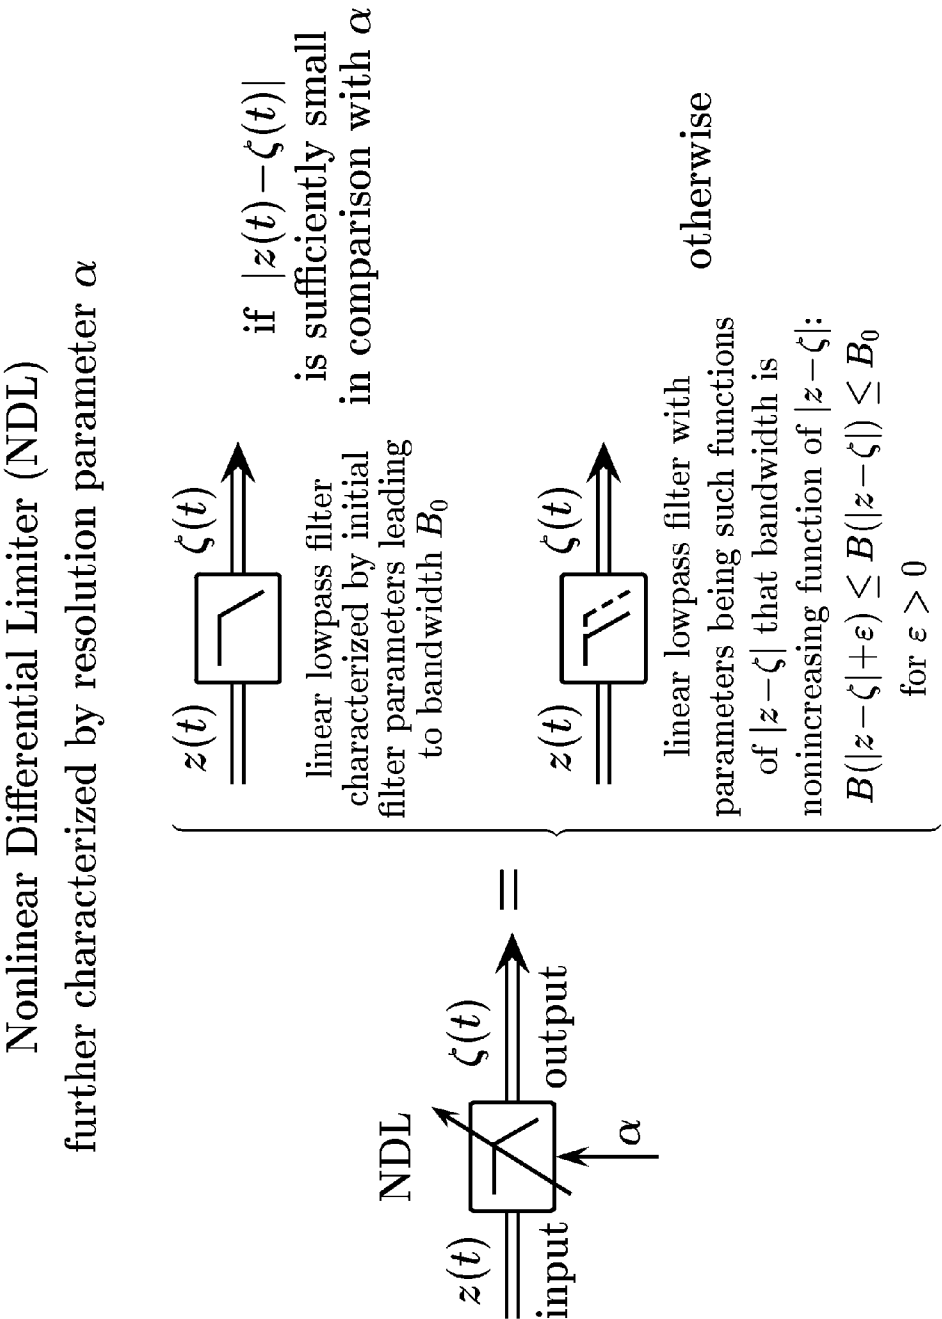 Nonlinear Differential Limiter (NDL)
further characterized by resolution parameter α
NDL
z(t)
ζ(t)
input
output
α
=
z(t)
ζ(t)
linear lowpass filter
characterized by initial
filter parameters leading
to bandwidth B₀
if |z(t)−ζ(t)|
is sufficiently small
in comparison with α
z(t)
ζ(t)
linear lowpass filter with
parameters being such functions
of |z−ζ| that bandwidth is
nonincreasing function of |z−ζ|:
B(|z−ζ|+ε) ≤ B(|z−ζ|) ≤ B₀
for ε > 0
otherwise